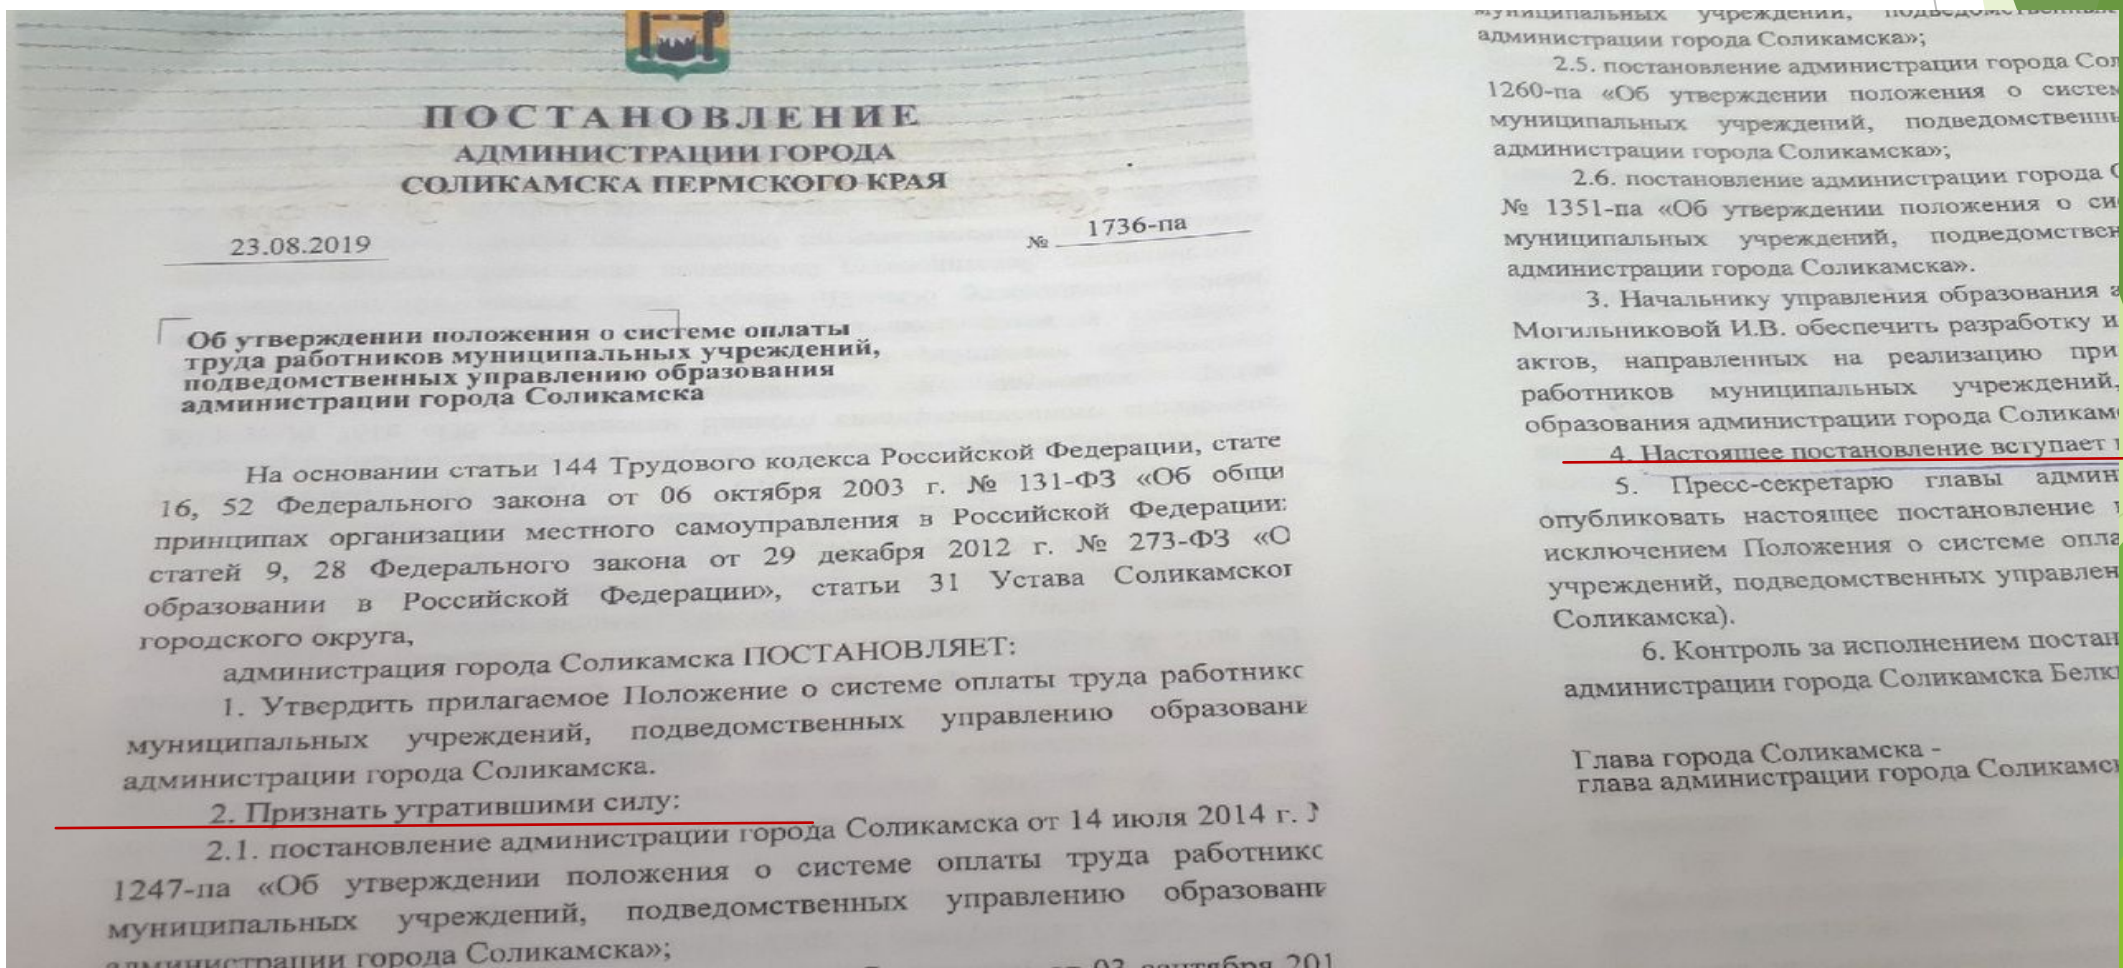 ПОСТАНОВЛЕНИЕ
АДМИНИСТРАЦИИ ГОРОДА
СОЛИКАМСКА ПЕРМСКОГО КРАЯ
23.08.2019
№ 1736-па
Об утверждении положения о системе оплаты
труда работников муниципальных учреждений,
подведомственных управлению образования
администрации города Соликамска
На основании статьи 144 Трудового кодекса Российской Федерации, стате
16, 52 Федерального закона от 06 октября 2003 г. № 131-ФЗ «Об общи
принципах организации местного самоуправления в Российской Федерации
статей 9, 28 Федерального закона от 29 декабря 2012 г. № 273-ФЗ «О
образовании в Российской Федерации», статьи 31 Устава Соликамског
городского округа,
администрация города Соликамска ПОСТАНОВЛЯЕТ:
1. Утвердить прилагаемое Положение о системе оплаты труда работнико
муниципальных учреждений, подведомственных управлению образовани
администрации города Соликамска.
2. Признать утратившими силу:
2.1. постановление администрации города Соликамска от 14 июля 2014 г.
1247-па «Об утверждении положения о системе оплаты труда работнико
муниципальных учреждений, подведомственных управлению образовани
администрации города Соликамска»;
03 сентября 201
муниципальных учреждений, подведомственных
администрации города Соликамска»;
2.5. постановление администрации города Сол
1260-па «Об утверждении положения о систем
муниципальных учреждений, подведомственны
администрации города Соликамска»;
2.6. постановление администрации города С
№ 1351-па «Об утверждении положения о си
муниципальных учреждений, подведомствен
администрации города Соликамска».
3. Начальнику управления образования а
Могильниковой И.В. обеспечить разработку и
актов, направленных на реализацию при
работников муниципальных учреждений,
образования администрации города Соликам
4. Настоящее постановление вступает
5. Пресс-секретарю главы админ
опубликовать настоящее постановление
исключением Положения о системе опла
учреждений, подведомственных управлен
Соликамска).
6. Контроль за исполнением постан
администрации города Соликамска Белк
Глава города Соликамска -
глава администрации города Соликамс